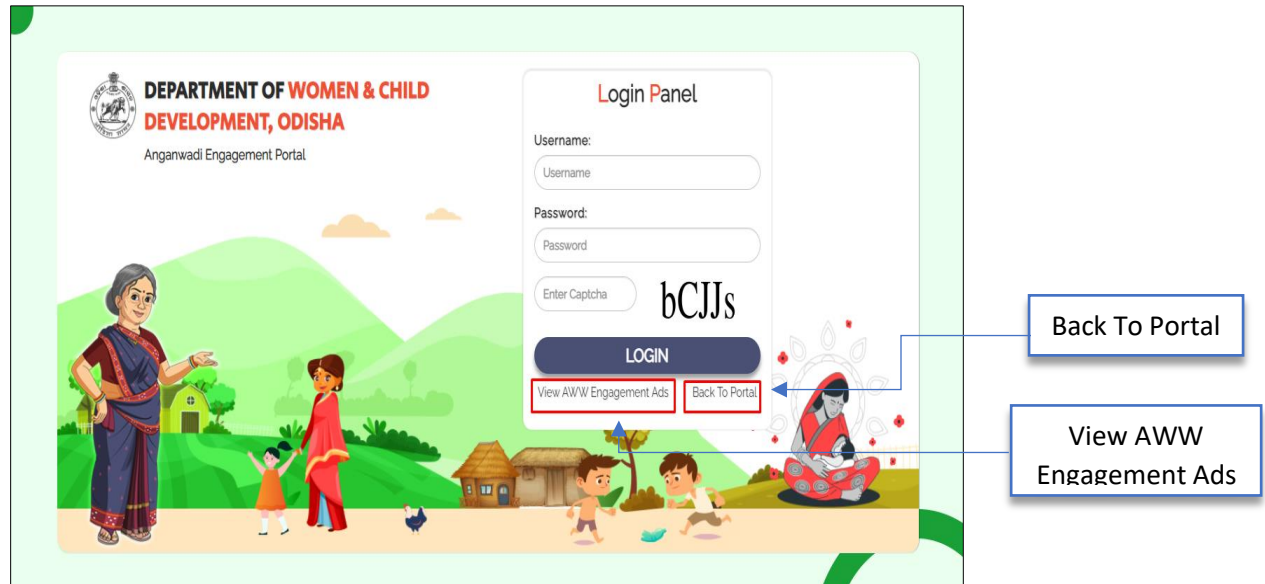 DEPARTMENT OF WOMEN & CHILD
DEVELOPMENT, ODISHA
Anganwadi Engagement Portal
Login Panel
Username:
Username
Password:
Password
Enter Captcha
bCJJs
LOGIN
View AWW Engagement Ads
Back To Portal
Back To Portal
View AWW
Engagement Ads